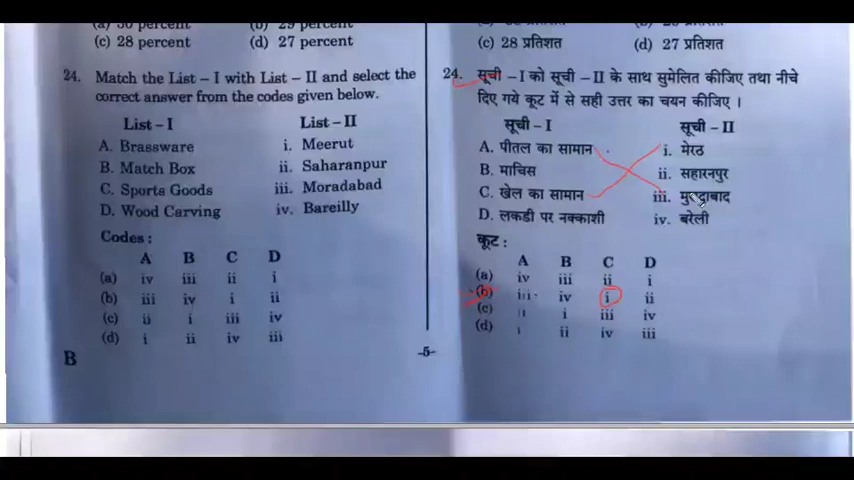 (a) 30 percent (b) 29 percent
(c) 28 percent (d) 27 percent
24. Match the List – I with List – II and select the
correct answer from the codes given below.
List – I List – II
A. Brassware i. Meerut
B. Match Box ii. Saharanpur
C. Sports Goods iii. Moradabad
D. Wood Carving iv. Bareilly
Codes :
A B C D
(a) iv iii ii i
(b) iii iv i ii
(c) ii i iii iv
(d) i ii iv iii
B
-5-
(c) 28 प्रतिशत (d) 27 प्रतिशत
24. सूची – I को सूची – II के साथ सुमेलित कीजिए तथा नीचे
दिए गये कूट में से सही उत्तर का चयन कीजिए ।
सूची – I सूची – II
A. पीतल का सामान i. मेरठ
B. माचिस ii. सहारनपुर
C. खेल का सामान iii. मुरादाबाद
D. लकडी पर नक्काशी iv. बरेली
कूट :
A B C D
(a) iv iii ii i
(b) iii iv i ii
(c) ii i iii iv
(d) i ii iv iii